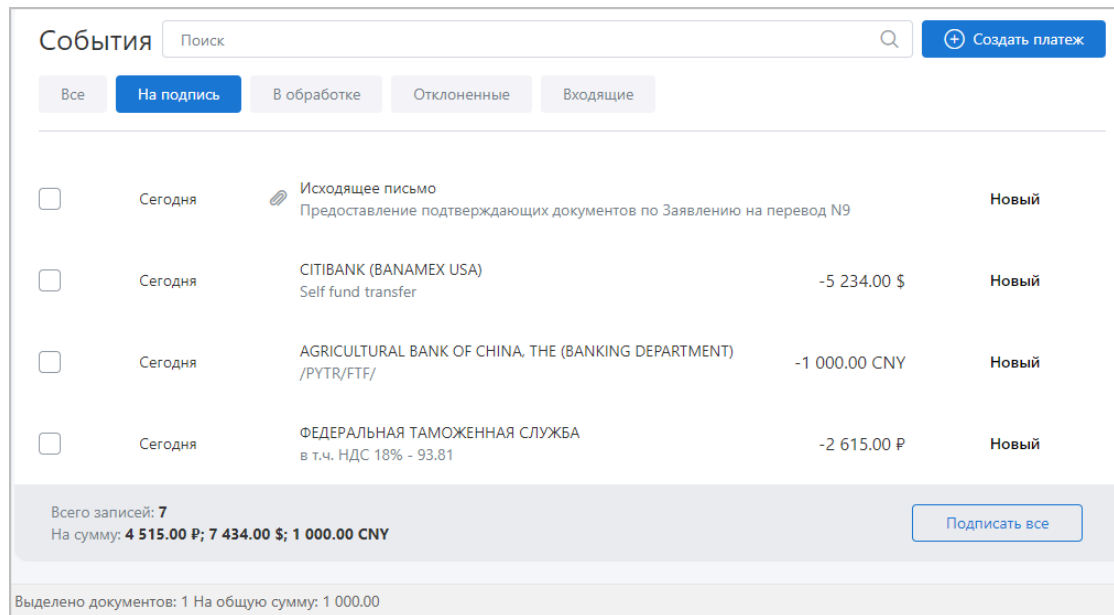 События
Поиск
Создать платеж
Все
На подпись
В обработке
Отклоненные
Входящие
Сегодня
Исходящее письмо
Предоставление подтверждающих документов по Заявлению на перевод N9
Новый
Сегодня
CITIBANK (BANAMEX USA)
Self fund transfer
-5 234.00 $
Новый
Сегодня
AGRICULTURAL BANK OF CHINA, THE (BANKING DEPARTMENT)
/PYTR/FTF/
-1 000.00 CNY
Новый
Сегодня
ФЕДЕРАЛЬНАЯ ТАМОЖЕННАЯ СЛУЖБА
в т.ч. НДС 18% - 93.81
-2 615.00 ₽
Новый
Всего записей: 7
На сумму: 4 515.00 ₽; 7 434.00 $; 1 000.00 CNY
Подписать все
Выделено документов: 1 На общую сумму: 1 000.00